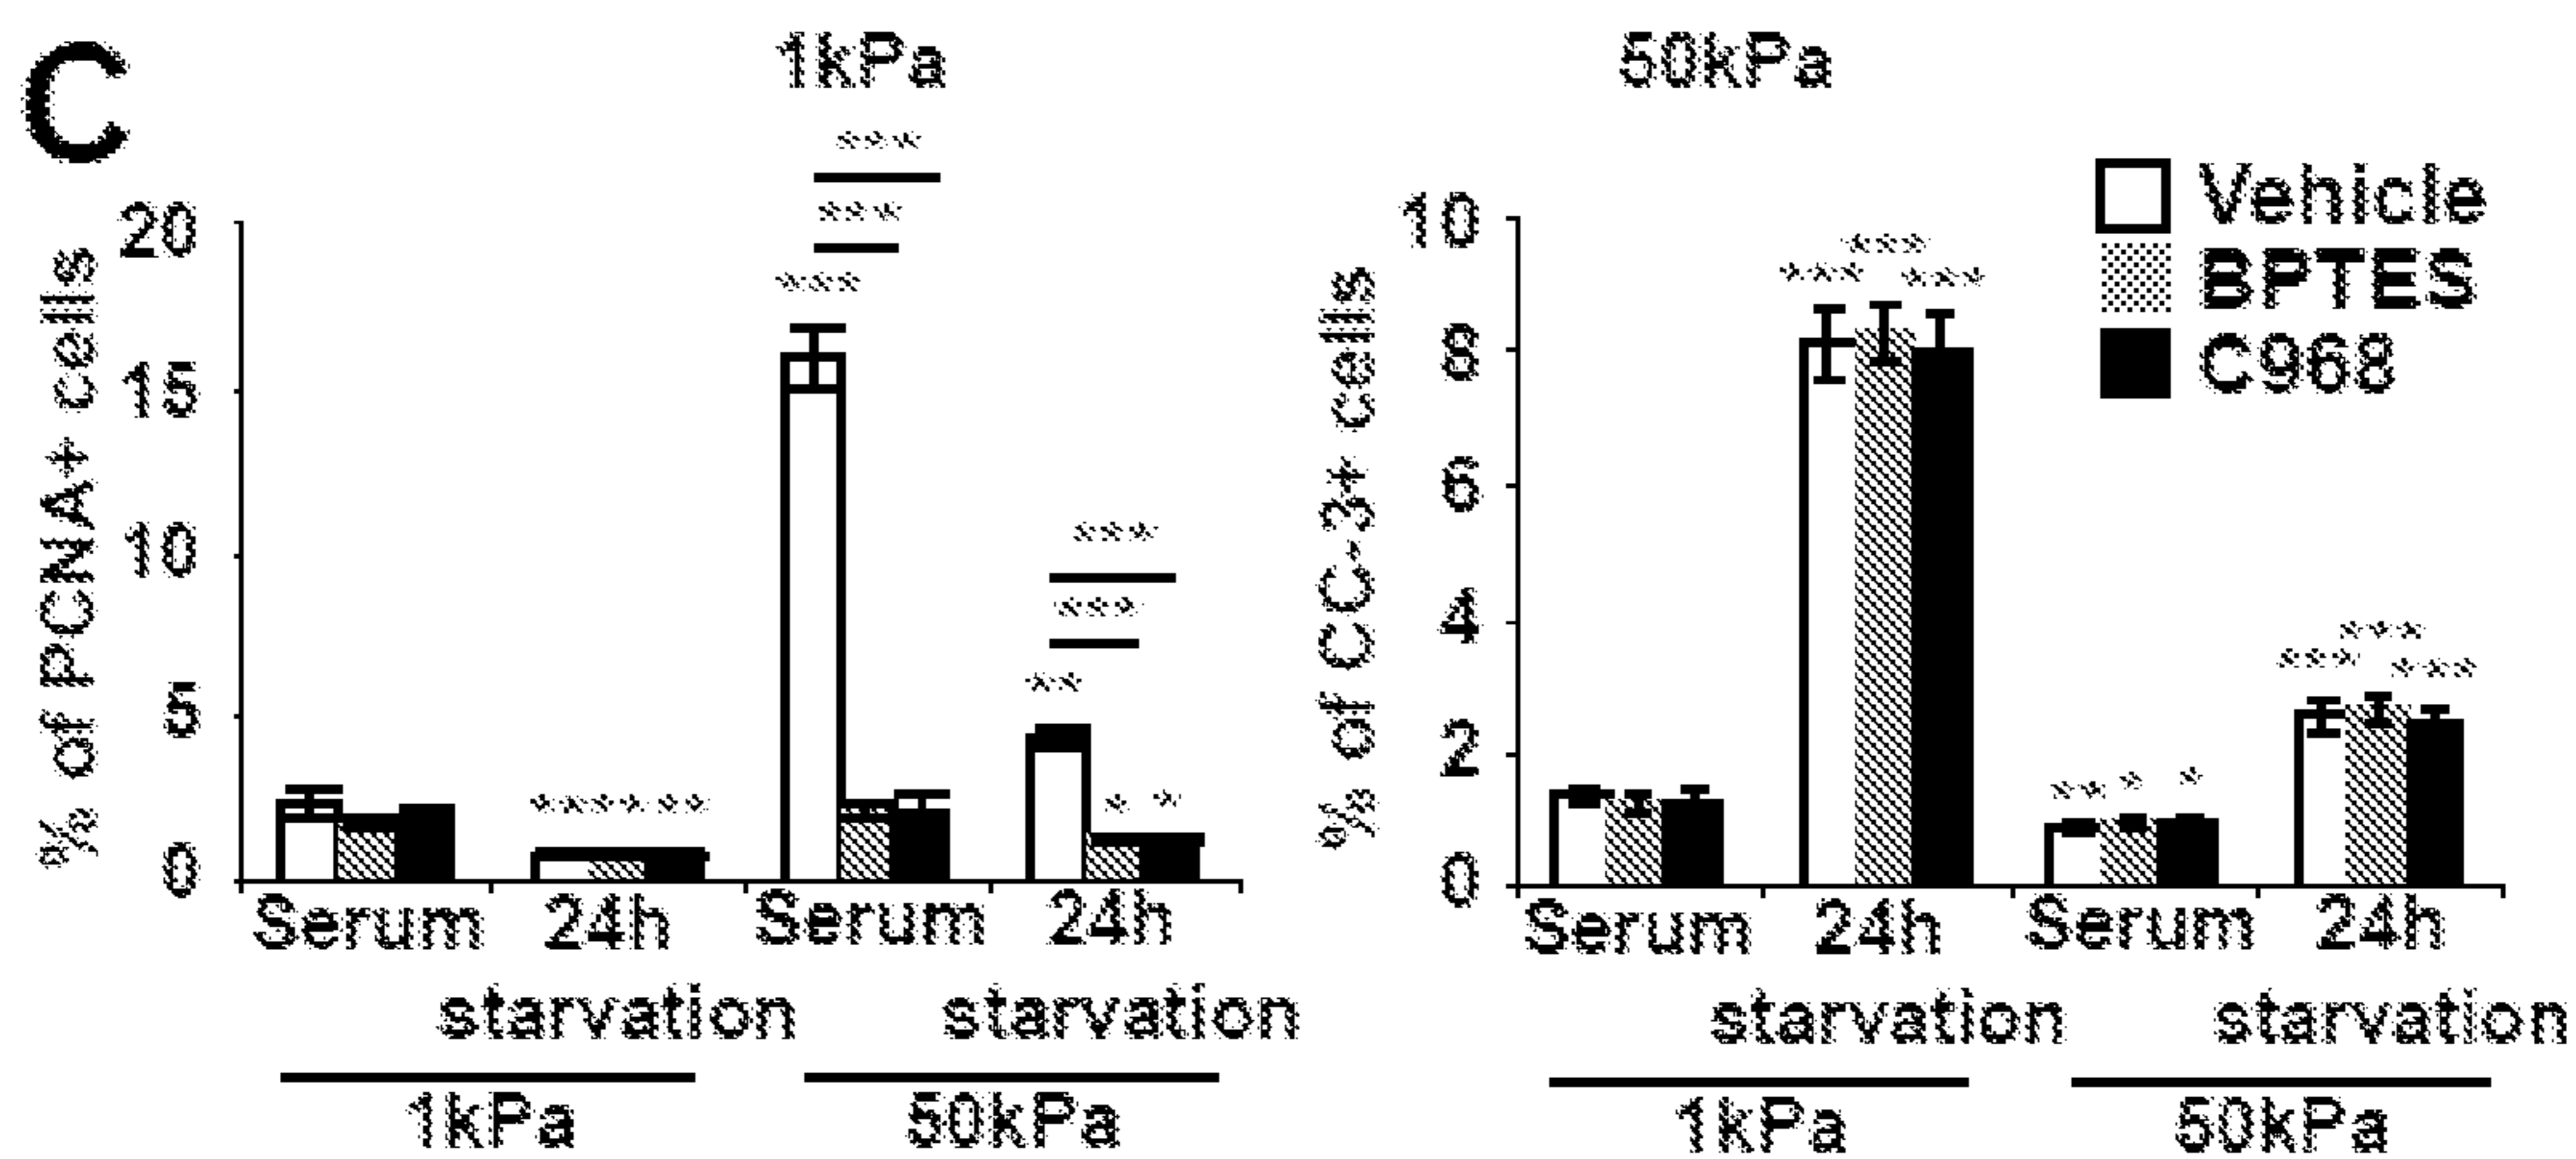 C
1kPa
50kPa
% of PCNA+ cells
20
15
10
5
0
***
***
***
***
***
**
* *
**** **
Serum 24h Serum 24h
starvation starvation
1kPa 50kPa
% of CC-3+ cells
10
8
6
4
2
0
*** *** ***
*** *** ***
** * *
Serum 24h Serum 24h
starvation starvation
1kPa 50kPa
Vehicle
BPTES
C968